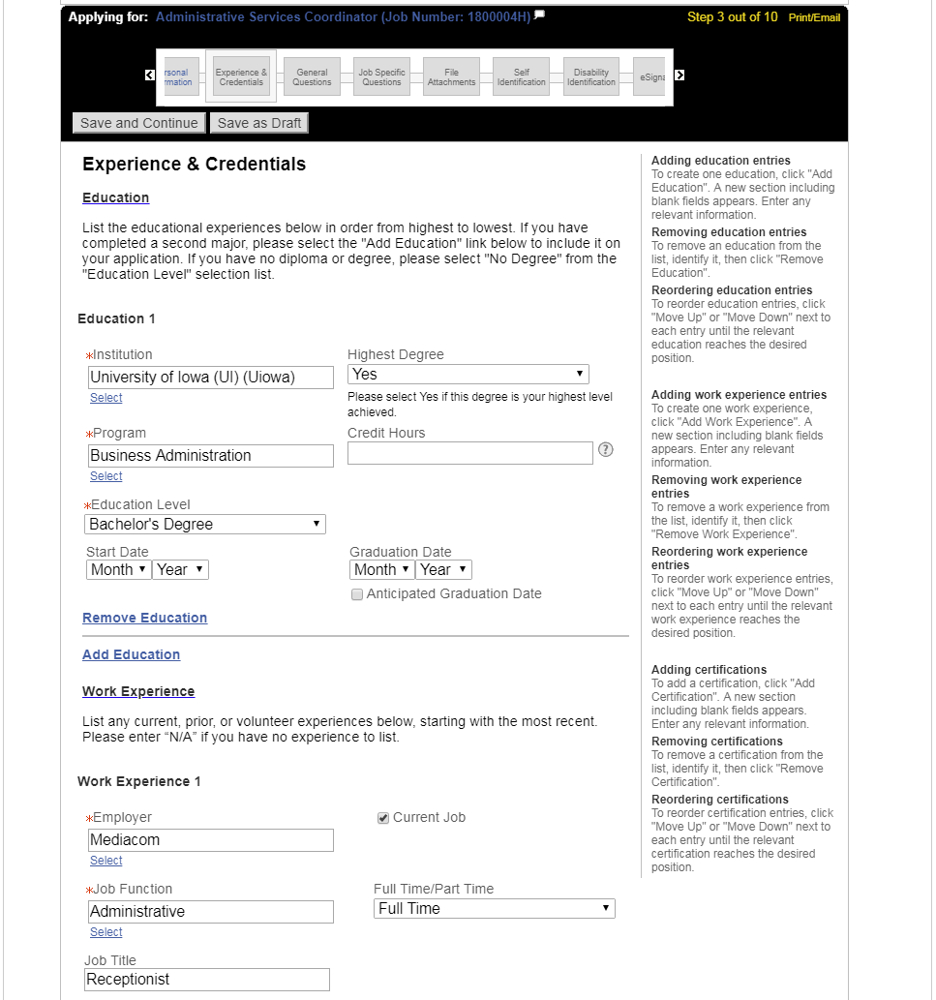 Applying for: Administrative Services Coordinator (Job Number: 1800004H)
Step 3 out of 10 Print/Email
rsonal
rmation
Experience &
Credentials
General
Questions
Job Specific
Questions
File
Attachments
Self
Identification
Disability
Identification
eSigna
Save and Continue
Save as Draft
Experience & Credentials
Education
List the educational experiences below in order from highest to lowest. If you have
completed a second major, please select the "Add Education" link below to include it on
your application. If you have no diploma or degree, please select "No Degree" from the
"Education Level" selection list.
Education 1
*Institution
University of Iowa (UI) (Uiowa)
Select
Highest Degree
Yes
Please select Yes if this degree is your highest level
achieved.
*Program
Business Administration
Select
Credit Hours
?
*Education Level
Bachelor's Degree
Start Date
Month
Year
Graduation Date
Month
Year
Anticipated Graduation Date
Remove Education
Add Education
Work Experience
List any current, prior, or volunteer experiences below, starting with the most recent.
Please enter “N/A” if you have no experience to list.
Work Experience 1
*Employer
Mediacom
Select
Current Job
*Job Function
Administrative
Select
Full Time/Part Time
Full Time
Job Title
Receptionist
Adding education entries
To create one education, click "Add
Education". A new section including
blank fields appears. Enter any
relevant information.
Removing education entries
To remove an education from the
list, identify it, then click "Remove
Education".
Reordering education entries
To reorder education entries, click
"Move Up" or "Move Down" next to
each entry until the relevant
education reaches the desired
position.
Adding work experience entries
To create one work experience,
click "Add Work Experience". A
new section including blank fields
appears. Enter any relevant
information.
Removing work experience
entries
To remove a work experience from
the list, identify it, then click
"Remove Work Experience".
Reordering work experience
entries
To reorder work experience entries,
click "Move Up" or "Move Down"
next to each entry until the relevant
work experience reaches the
desired position.
Adding certifications
To add a certification, click "Add
Certification". A new section
including blank fields appears.
Enter any relevant information.
Removing certifications
To remove a certification from the
list, identify it, then click "Remove
Certification".
Reordering certifications
To reorder certification entries, click
"Move Up" or "Move Down" next to
each entry until the relevant
certification reaches the desired
position.